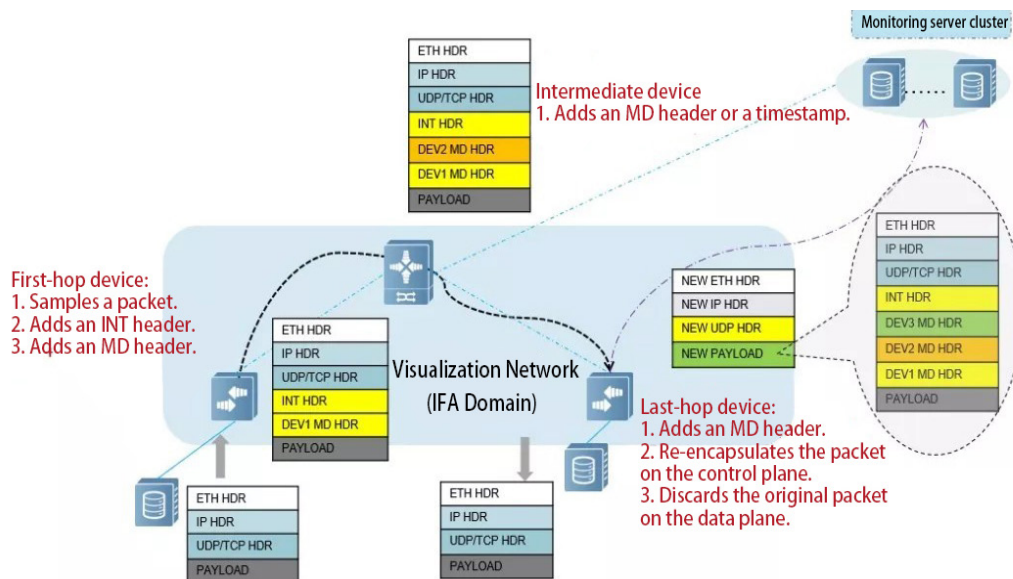 Monitoring server cluster
ETH HDR
IP HDR
UDP/TCP HDR
INT HDR
DEV2 MD HDR
DEV1 MD HDR
PAYLOAD
Intermediate device
1. Adds an MD header or a timestamp.
......
First-hop device:
1. Samples a packet.
2. Adds an INT header.
3. Adds an MD header.
ETH HDR
IP HDR
UDP/TCP HDR
INT HDR
DEV1 MD HDR
PAYLOAD
Visualization Network
(IFA Domain)
NEW ETH HDR
NEW IP HDR
NEW UDP HDR
NEW PAYLOAD
ETH HDR
IP HDR
UDP/TCP HDR
INT HDR
DEV3 MD HDR
DEV2 MD HDR
DEV1 MD HDR
PAYLOAD
Last-hop device:
1. Adds an MD header.
2. Re-encapsulates the packet
on the control plane.
3. Discards the original packet
on the data plane.
ETH HDR
IP HDR
UDP/TCP HDR
PAYLOAD
ETH HDR
IP HDR
UDP/TCP HDR
PAYLOAD